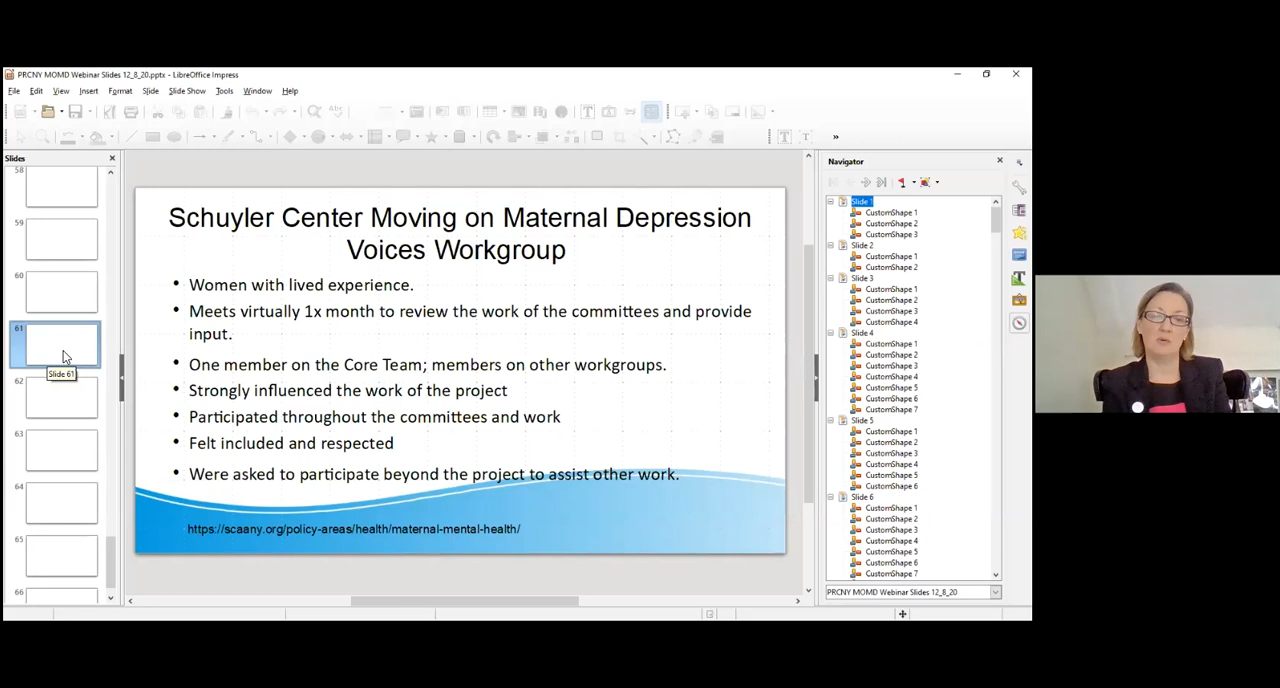 PRCNY MOMD Webinar Slides 12_8_20.pptx - LibreOffice Impress
File Edit View Insert Format Slide Slide Show Tools Window Help
Slides
58
59
60
61
Slide 61
62
63
64
65
66
Schuyler Center Moving on Maternal Depression
Voices Workgroup
• Women with lived experience.
• Meets virtually 1x month to review the work of the committees and provide
input.
• One member on the Core Team; members on other workgroups.
• Strongly influenced the work of the project
• Participated throughout the committees and work
• Felt included and respected
• Were asked to participate beyond the project to assist other work.
https://scaany.org/policy-areas/health/maternal-mental-health/
Navigator
Slide 1
CustomShape 1
CustomShape 2
CustomShape 3
Slide 2
CustomShape 1
CustomShape 2
Slide 3
CustomShape 1
CustomShape 2
CustomShape 3
CustomShape 4
Slide 4
CustomShape 1
CustomShape 2
CustomShape 3
CustomShape 4
CustomShape 5
CustomShape 6
CustomShape 7
Slide 5
CustomShape 1
CustomShape 2
CustomShape 3
CustomShape 4
CustomShape 5
CustomShape 6
Slide 6
CustomShape 1
CustomShape 2
CustomShape 3
CustomShape 4
CustomShape 5
CustomShape 6
CustomShape 7
PRCNY MOMD Webinar Slides 12_8_20